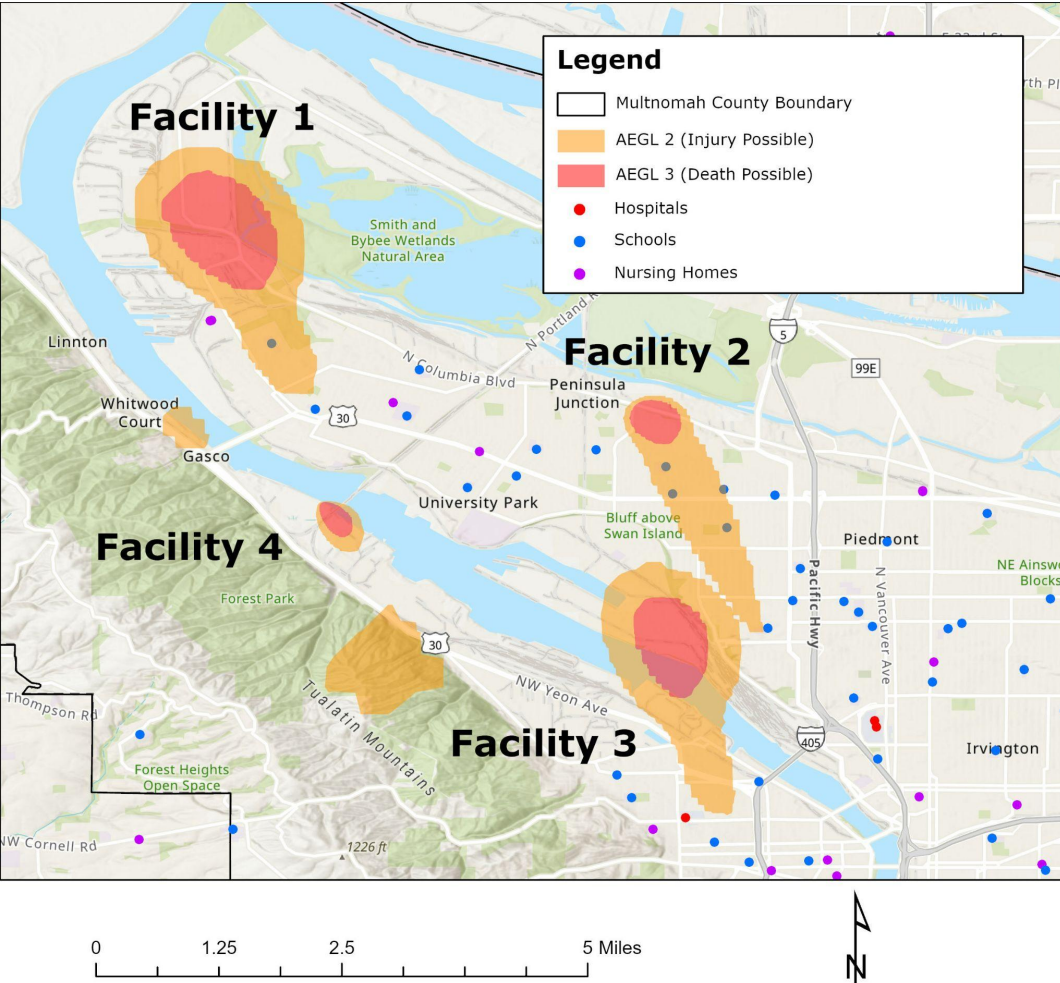 Legend
Multnomah County Boundary
AEGL 2 (Injury Possible)
AEGL 3 (Death Possible)
Hospitals
Schools
Nursing Homes
Facility 1
Smith and
Bybee Wetlands
Natural Area
N Portland
5
Linnton
Facility 2
99E
N Columbia Blvd
Peninsula
Junction
Whitwood
Court
30
Gasco
University Park
Bluff above
Swan Island
Piedmont
Facility 4
Pacific Hwy
N Vancouver Ave
NE
Blocks
Forest Park
30
Thompson Rd
Tualatin Mountains
NW Yeon Ave
Facility 3
405
Irvington
Forest Heights
Open Space
NW Cornell Rd
1226 ft
0 1.25 2.5 5 Miles
N